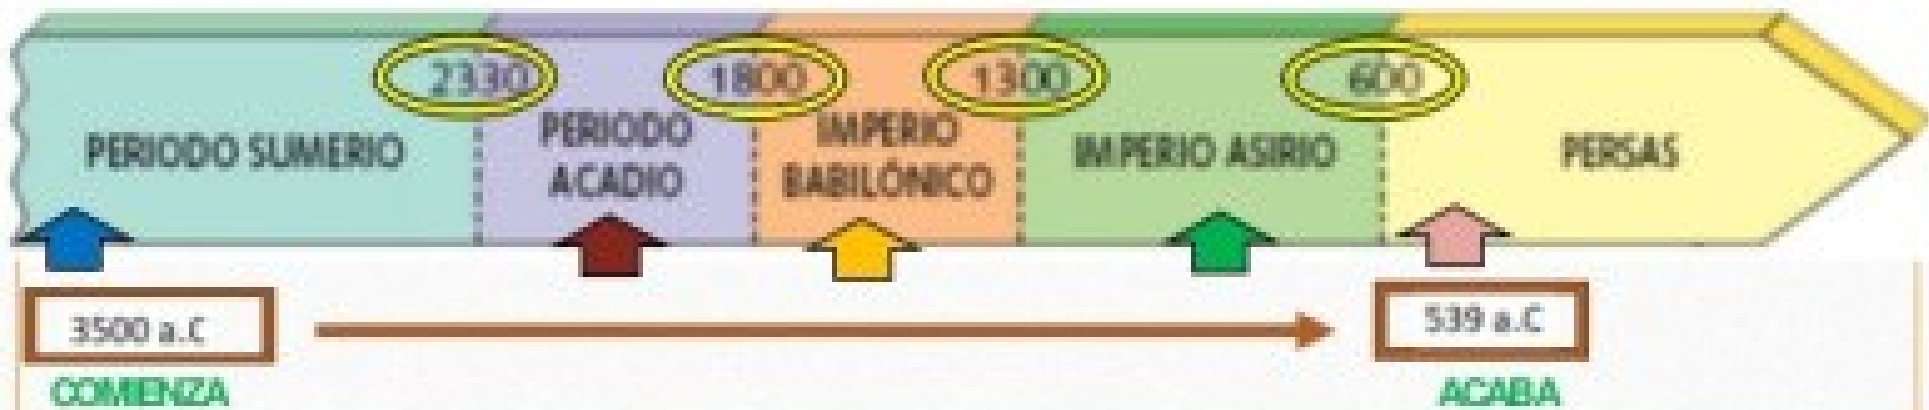 2330
1800
1300
600
PERIODO SUMERIO
PERIODO
ACADIO
IMPERIO
BABILÓNICO
IMPERIO ASIRIO
PERSAS
3500 a.C
539 a.C
COMIENZA
ACABA